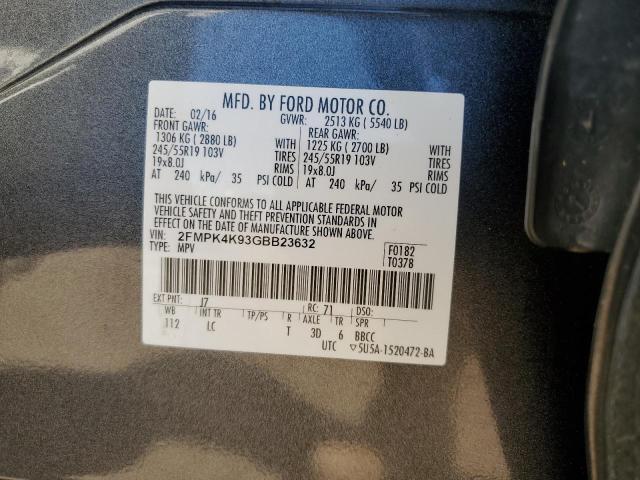 MFD. BY FORD MOTOR CO.
DATE: 02/16 GVWR: 2513 KG ( 5540 LB)
FRONT GAWR: REAR GAWR:
1306 KG ( 2880 LB) 1225 KG ( 2700 LB)
245/55R19 103V TIRES 245/55R19 103V TIRES
19x8.0J RIMS 19x8.0J RIMS
AT 240 kPa/ 35 PSI COLD AT 240 kPa/ 35 PSI COLD
THIS VEHICLE CONFORMS TO ALL APPLICABLE FEDERAL MOTOR
VEHICLE SAFETY AND THEFT PREVENTION STANDARDS IN
EFFECT ON THE DATE OF MANUFACTURE SHOWN ABOVE.
VIN: 2FMPK4K93GBB23632
TYPE: MPV
F0182
T0378
EXT PNT: J7 RC: 71 DSO:
WB INT TR TP/PS R AXLE TR SPR
112 LC T 3D 6 BBCC
UTC ▽5U5A-1520472-BA